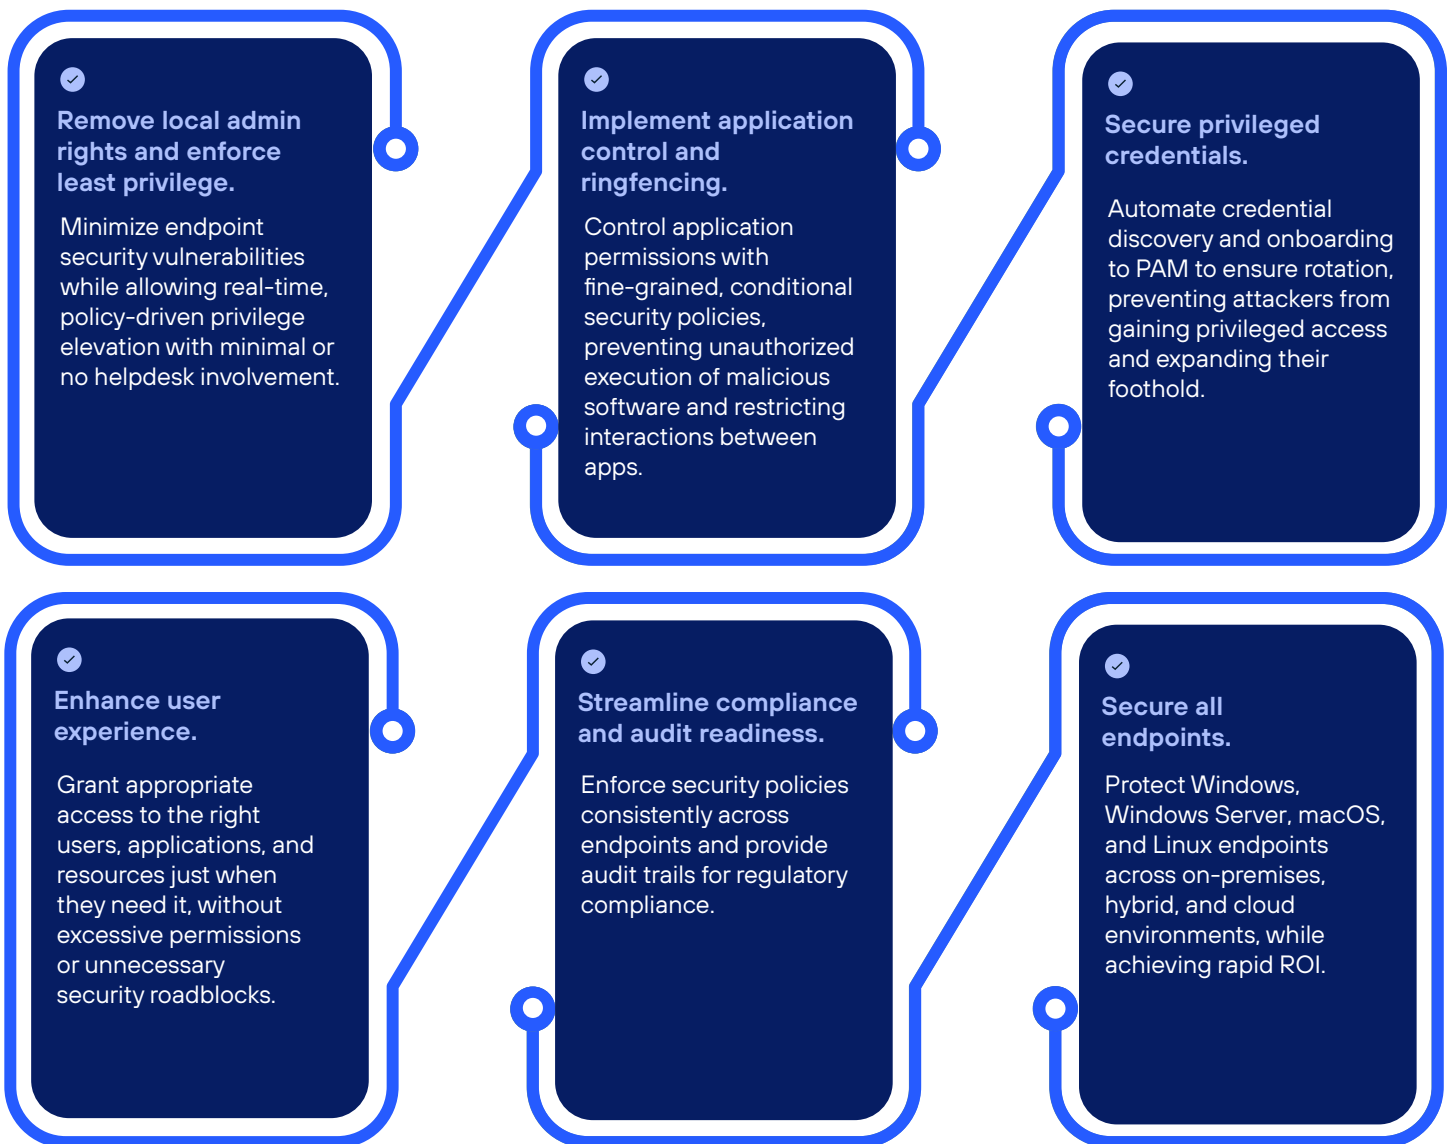 Remove local admin
rights and enforce
least privilege.
Minimize endpoint
security vulnerabilities
while allowing real-time,
policy-driven privilege
elevation with minimal or
no helpdesk involvement.
Implement application
control and
ringfencing.
Control application
permissions with
fine-grained, conditional
security policies,
preventing unauthorized
execution of malicious
software and restricting
interactions between
apps.
Secure privileged
credentials.
Automate credential
discovery and onboarding
to PAM to ensure rotation,
preventing attackers from
gaining privileged access
and expanding their
foothold.
Enhance user
experience.
Grant appropriate
access to the right
users, applications, and
resources just when
they need it, without
excessive permissions
or unnecessary
security roadblocks.
Streamline compliance
and audit readiness.
Enforce security policies
consistently across
endpoints and provide
audit trails for regulatory
compliance.
Secure all
endpoints.
Protect Windows,
Windows Server, macOS,
and Linux endpoints
across on-premises,
hybrid, and cloud
environments, while
achieving rapid ROI.